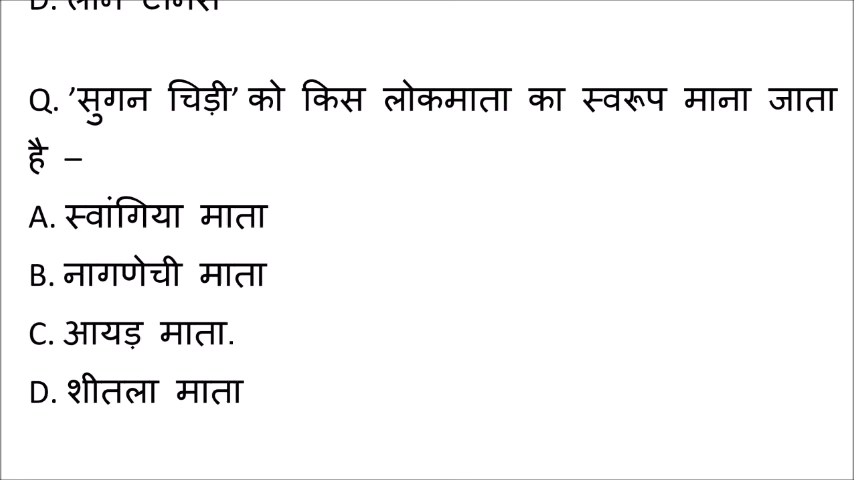 Q. ’सुगन चिड़ी’ को किस लोकमाता का स्वरूप माना जाता
है –
A. स्वांगिया माता
B. नागणेची माता
C. आयड़ माता.
D. शीतला माता